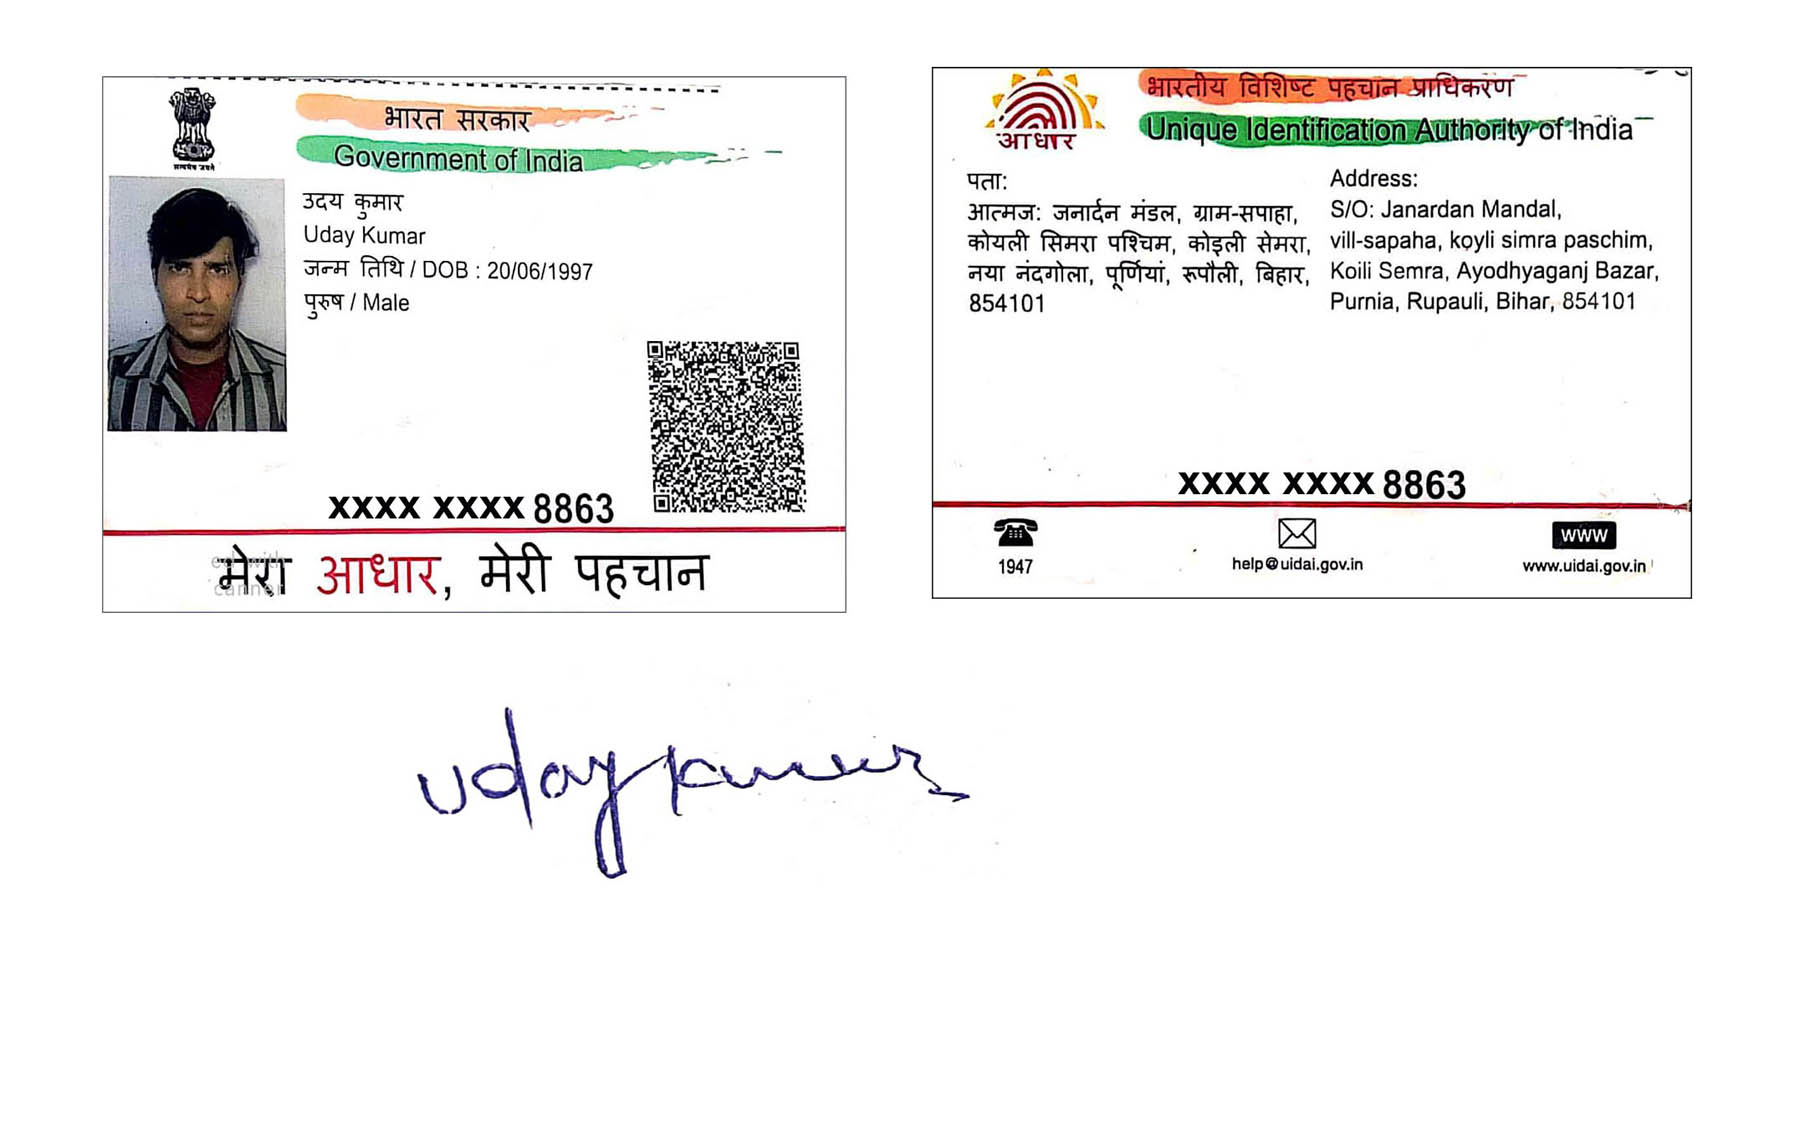 सत्यमेव जयते
भारत सरकार
Government of India
उदय कुमार
Uday Kumar
जन्म तिथि / DOB : 20/06/1997
पुरुष / Male
xxxx xxxx 8863
मेरा आधार, मेरी पहचान
आधार
भारतीय विशिष्ट पहचान प्राधिकरण
Unique Identification Authority of India
पता:
आत्मज: जनार्दन मंडल, ग्राम-सपाहा,
कोयली सिमरा पश्चिम, कोइली सेमरा,
नया नंदगोला, पूर्णियां, रूपौली, बिहार,
854101
Address:
S/O: Janardan Mandal,
vill-sapaha, koyli simra paschim,
Koili Semra, Ayodhyaganj Bazar,
Purnia, Rupauli, Bihar, 854101
xxxx xxxx 8863
1947
help@uidai.gov.in
www
www.uidai.gov.in
uday kumar